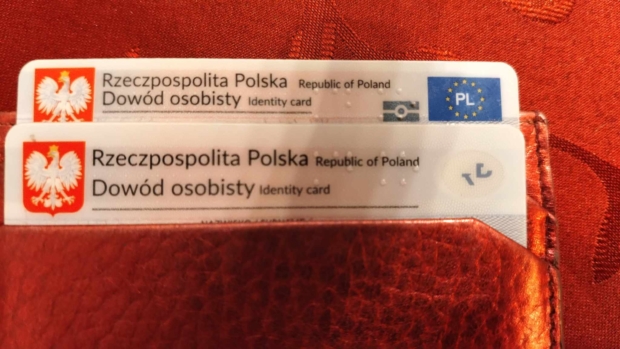 Rzeczpospolita Polska Republic of Poland
Dowód osobisty Identity card
PL
Rzeczpospolita Polska Republic of Poland
Dowód osobisty Identity card